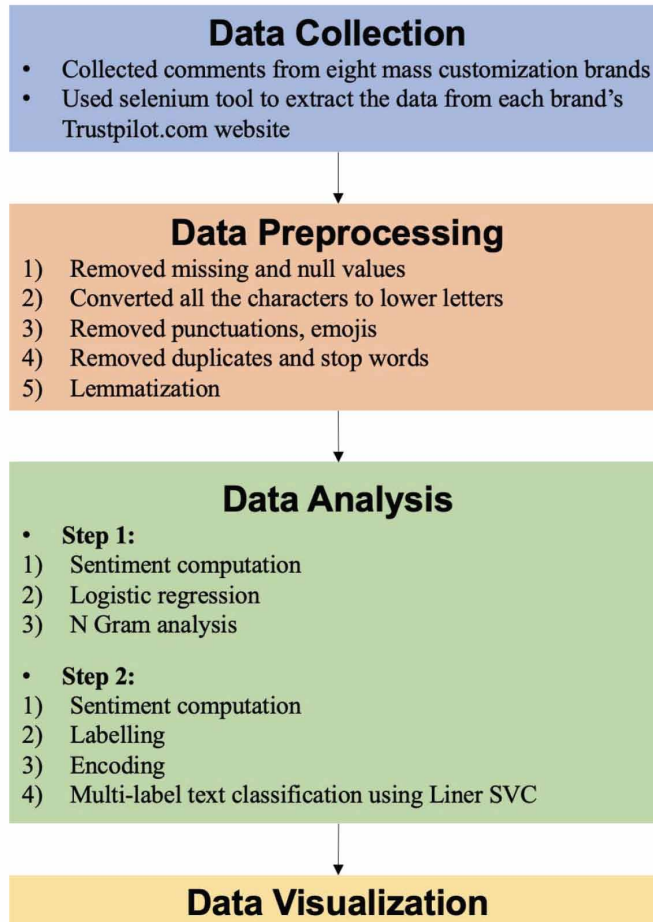 Data Collection
• Collected comments from eight mass customization brands
• Used selenium tool to extract the data from each brand's
Trustpilot.com website
Data Preprocessing
1) Removed missing and null values
2) Converted all the characters to lower letters
3) Removed punctuations, emojis
4) Removed duplicates and stop words
5) Lemmatization
Data Analysis
• Step 1:
1) Sentiment computation
2) Logistic regression
3) N Gram analysis
• Step 2:
1) Sentiment computation
2) Labelling
3) Encoding
4) Multi-label text classification using Liner SVC
Data Visualization